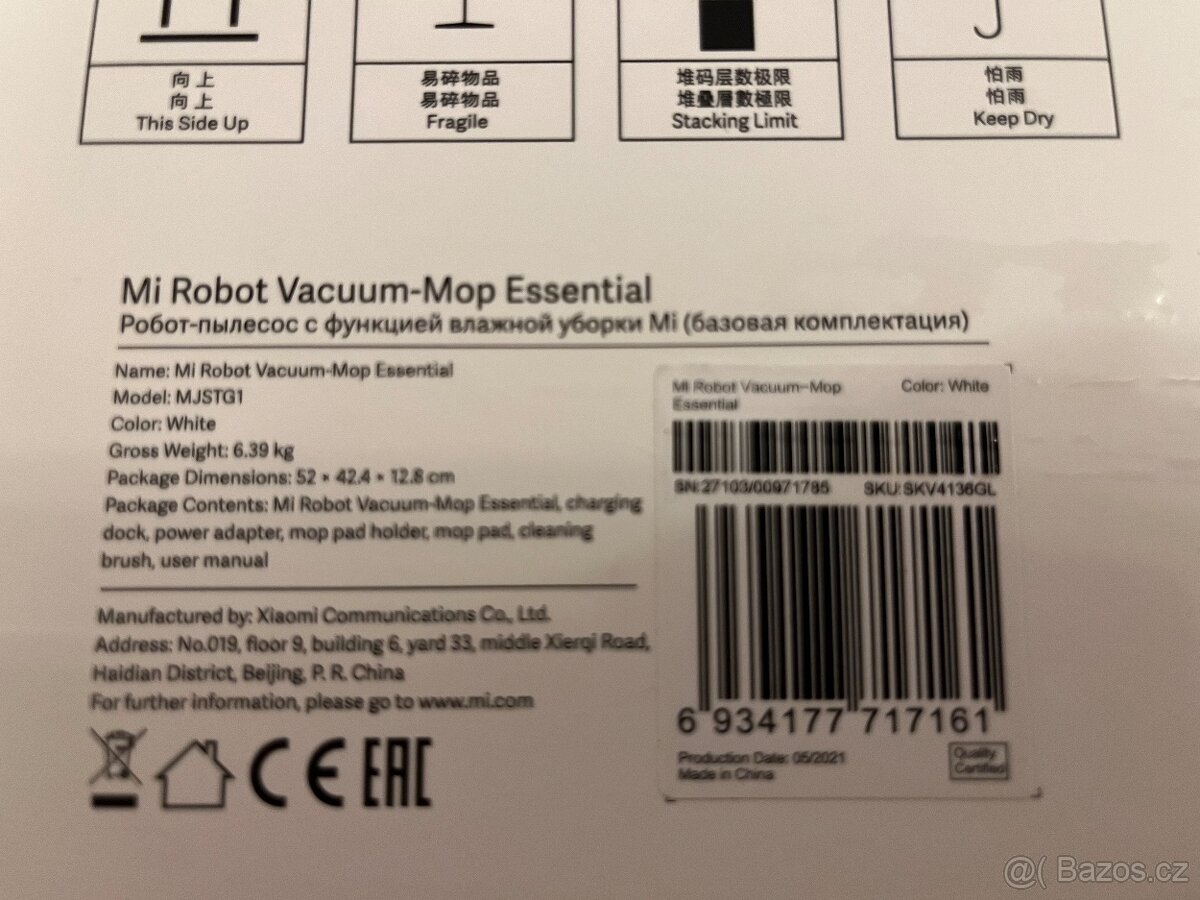 向上
向上
This Side Up
易碎物品
易碎物品
Fragile
堆码层数极限
堆疊層數極限
Stacking Limit
怕雨
怕雨
Keep Dry
Mi Robot Vacuum-Mop Essential
Робот-пылесос с функцией влажной уборки Mi (базовая комплектация)
Name: Mi Robot Vacuum-Mop Essential
Model: MJSTG1
Color: White
Gross Weight: 6.39 kg
Package Dimensions: 52 × 42.4 × 12.8 cm
Package Contents: Mi Robot Vacuum-Mop Essential, charging
dock, power adapter, mop pad holder, mop pad, cleaning
brush, user manual
Manufactured by: Xiaomi Communications Co., Ltd.
Address: No.019, floor 9, building 6, yard 33, middle Xierqi Road,
Haidian District, Beijing, P. R. China
For further information, please go to www.mi.com
CE EAC
Mi Robot Vacuum-Mop
Essential
Color: White
SN:27103/00971785 SKU:SKV4136GL
6 934177 717161
Production Date: 05/2021
Made in China
Quality
Certified
@( Bazos.cz